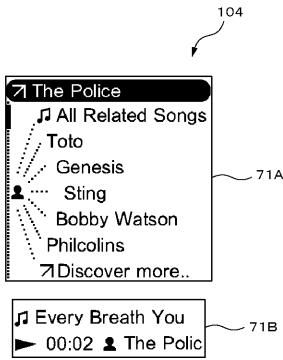 104
The Police
All Related Songs
Toto
Genesis
Sting
Bobby Watson
Philcolins
Discover more..
71A
Every Breath You
00:02 The Polic
71B